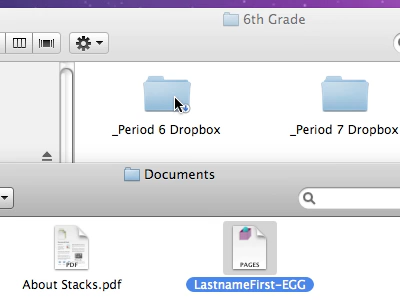 6th Grade
_Period 6 Dropbox
_Period 7 Dropbox
Documents
PDF
PAGES
About Stacks.pdf
LastnameFirst-EGG